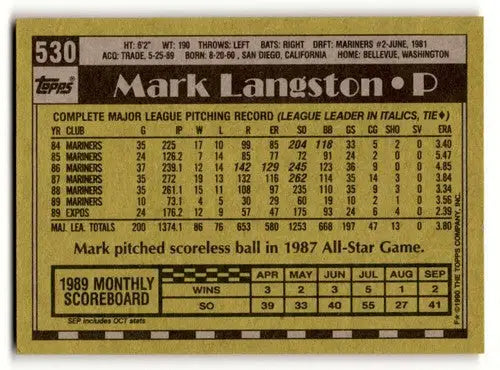 530
HT: 6'2" WT: 190 THROWS: LEFT BATS: RIGHT DRFT: MARINERS #2-JUNE, 1981
ACQ: TRADE, 5-25-89 BORN: 8-20-60, SAN DIEGO, CALIFORNIA HOME: BELLEVUE, WASHINGTON
Topps Mark Langston • P
COMPLETE MAJOR LEAGUE PITCHING RECORD (LEAGUE LEADER IN ITALICS, TIE♦)
YR CLUB G IP W L R ER SO BB GS CG SHO SV ERA
84 MARINERS 35 225 17 10 99 85 204 118 33 5 2 0 3.40
85 MARINERS 24 126.2 7 14 85 77 72 91 24 2 0 0 5.47
86 MARINERS 37 239.1 12 14 142 129 245 123 36 9 0 0 4.85
87 MARINERS 35 272 19 13 132 116 262 114 35 14 3 0 3.84
88 MARINERS 35 261.1 15 11 108 97 235 110 35 9 3 0 3.34
89 MARINERS 10 73.1 4 5 30 29 60 19 10 2 1 0 3.56
89 EXPOS 24 176.2 12 9 57 47 175 93 24 6 4 0 2.39
MAJ. LEA. TOTALS 200 1374.1 86 76 653 580 1253 668 197 47 13 0 3.80
Mark pitched scoreless ball in 1987 All-Star Game.
1989 MONTHLY
SCOREBOARD
APR MAY JUN JUL AUG SEP
WINS 3 2 5 3 1 2
SO 39 33 40 55 27 41
SEP includes OCT stats
F★ ©1990 THE TOPPS COMPANY, INC.